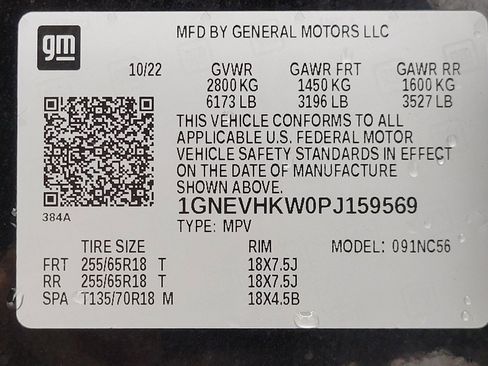 gm
MFD BY GENERAL MOTORS LLC
10/22 GVWR GAWR FRT GAWR RR
2800 KG 1450 KG 1600 KG
6173 LB 3196 LB 3527 LB
THIS VEHICLE CONFORMS TO ALL
APPLICABLE U.S. FEDERAL MOTOR
VEHICLE SAFETY STANDARDS IN EFFECT
ON THE DATE OF MANUFACTURE
SHOWN ABOVE.
384A
1GNEVHKW0PJ159569
TYPE: MPV
TIRE SIZE RIM MODEL: 091NC56
FRT 255/65R18 T 18X7.5J
RR 255/65R18 T 18X7.5J
SPA T135/70R18 M 18X4.5B